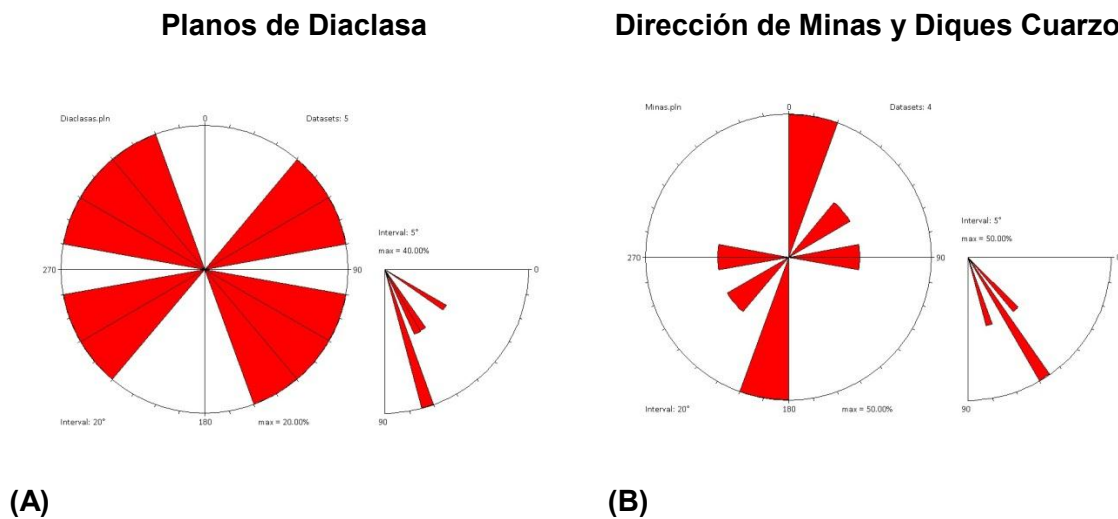 Planos de Diaclasa
Dirección de Minas y Diques Cuarzo
Diaclasas.pln
0
Datasets: 5
Interval: 5°
max = 40.00%
270
90
0
Interval: 20°
180
max = 20.00%
90
Minas.pln
0
Datasets: 4
Interval: 5°
max = 50.00%
270
90
Interval: 20°
180
max = 50.00%
90
(A)
(B)